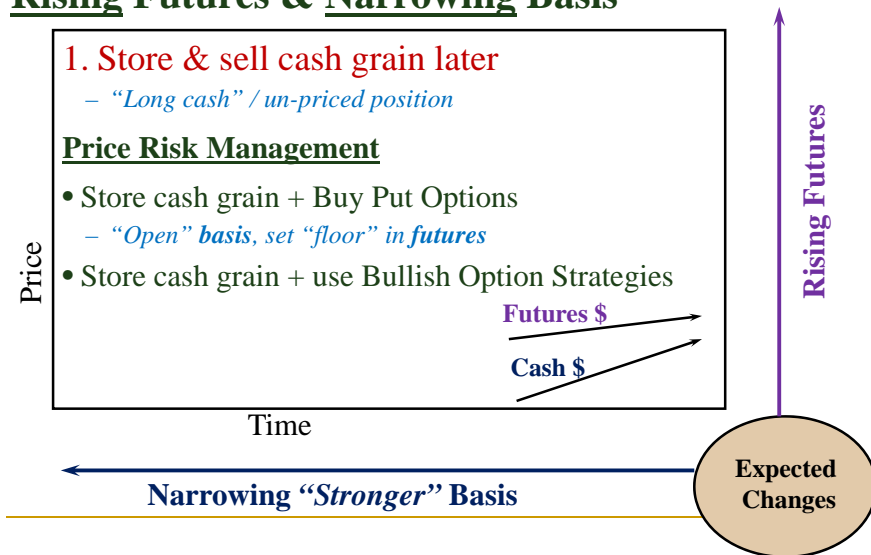 Rising Futures & Narrowing Basis
1. Store & sell cash grain later
– “Long cash” / un-priced position
Price Risk Management
• Store cash grain + Buy Put Options
– “Open” basis, set “floor” in futures
• Store cash grain + use Bullish Option Strategies
Futures $
Cash $
Price
Time
Rising Futures
Narrowing “Stronger” Basis
Expected
Changes